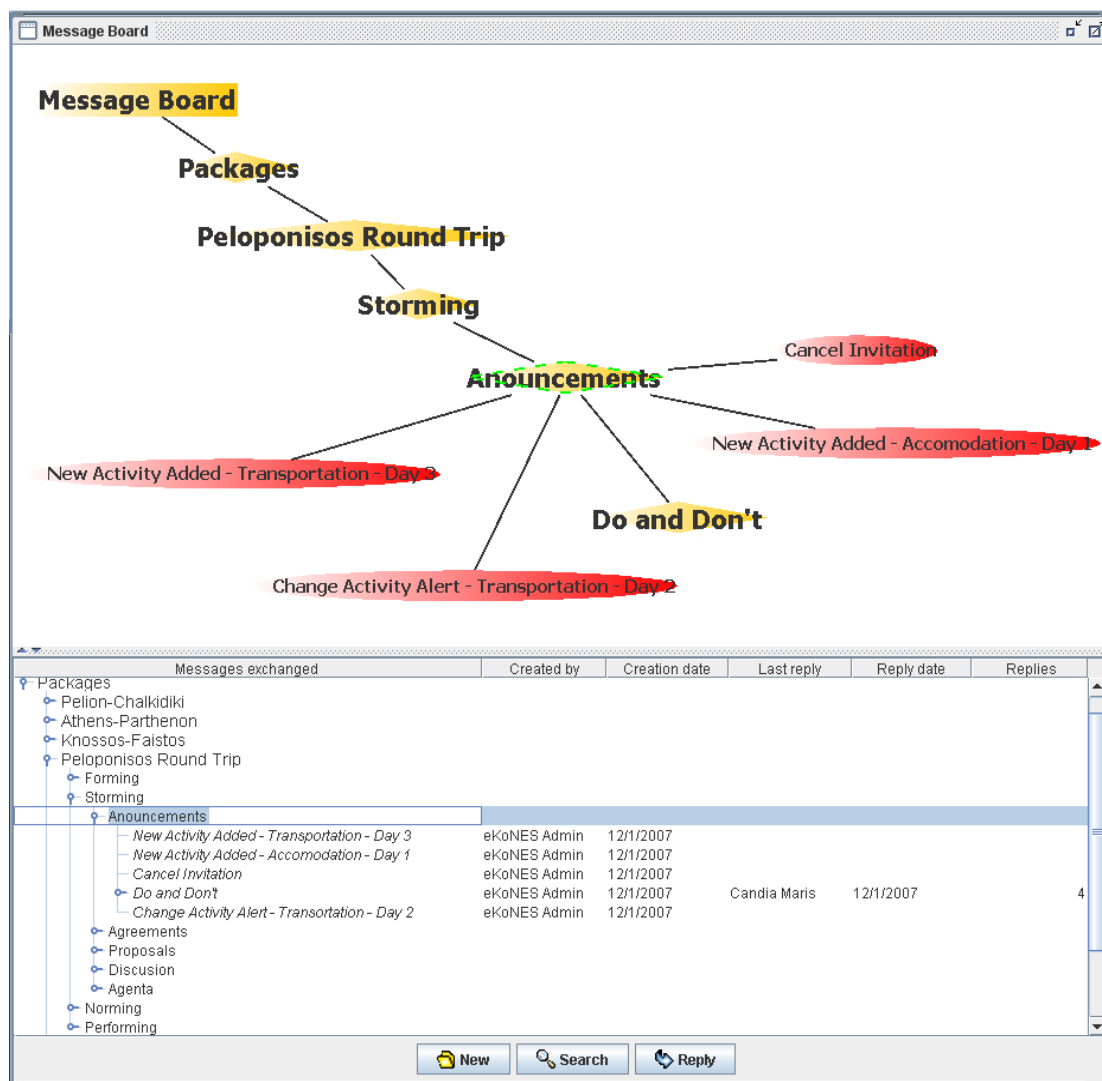 Message Board
Message Board
Packages
Peloponisos Round Trip
Storming
Cancel Invitation
Anouncements
New Activity Added - Accomodation - Day 1
New Activity Added - Transportation - Day 3
Do and Don't
Change Activity Alert - Transportation - Day 2
Messages exchanged Created by Creation date Last reply Reply date Replies
Packages
Pelion-Chalkidiki
Athens-Parthenon
Knossos-Faistos
Peloponisos Round Trip
Forming
Storming
Anouncements
New Activity Added - Transportation - Day 3 eKoNES Admin 12/1/2007
New Activity Added - Accomodation - Day 1 eKoNES Admin 12/1/2007
Cancel Invitation eKoNES Admin 12/1/2007
Do and Don't eKoNES Admin 12/1/2007 Candia Maris 12/1/2007 4
Change Activity Alert - Transortation - Day 2 eKoNES Admin 12/1/2007
Agreements
Proposals
Discusion
Agenta
Norming
Performing
New Search Reply